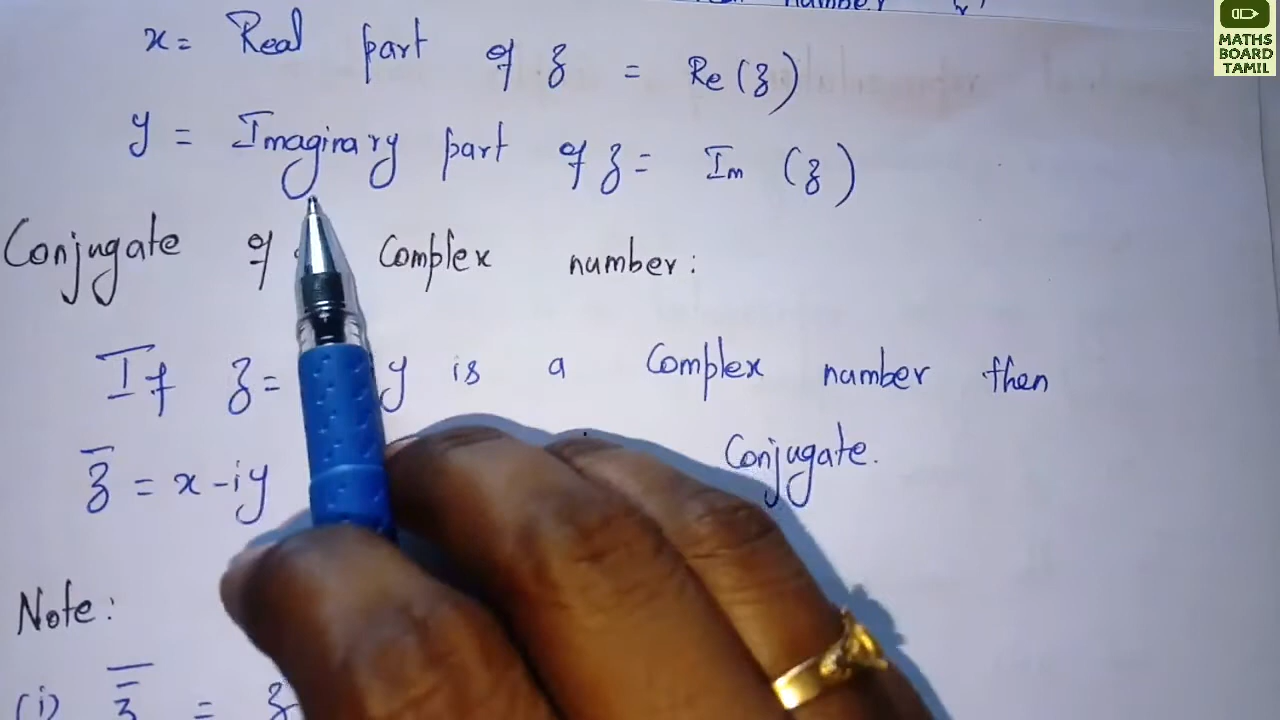 number
MATHS
BOARD
TAMIL
x = Real part of z = Re (z)
y = Imaginary part of z = Im (z)
Conjugate of complex number:
If z = y is a complex number then
z̄ = x - iy Conjugate.
Note:
(i) z̿ = z